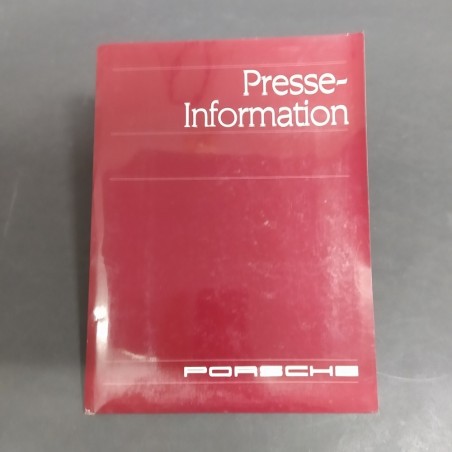 Presse-
Information
PORSCHE